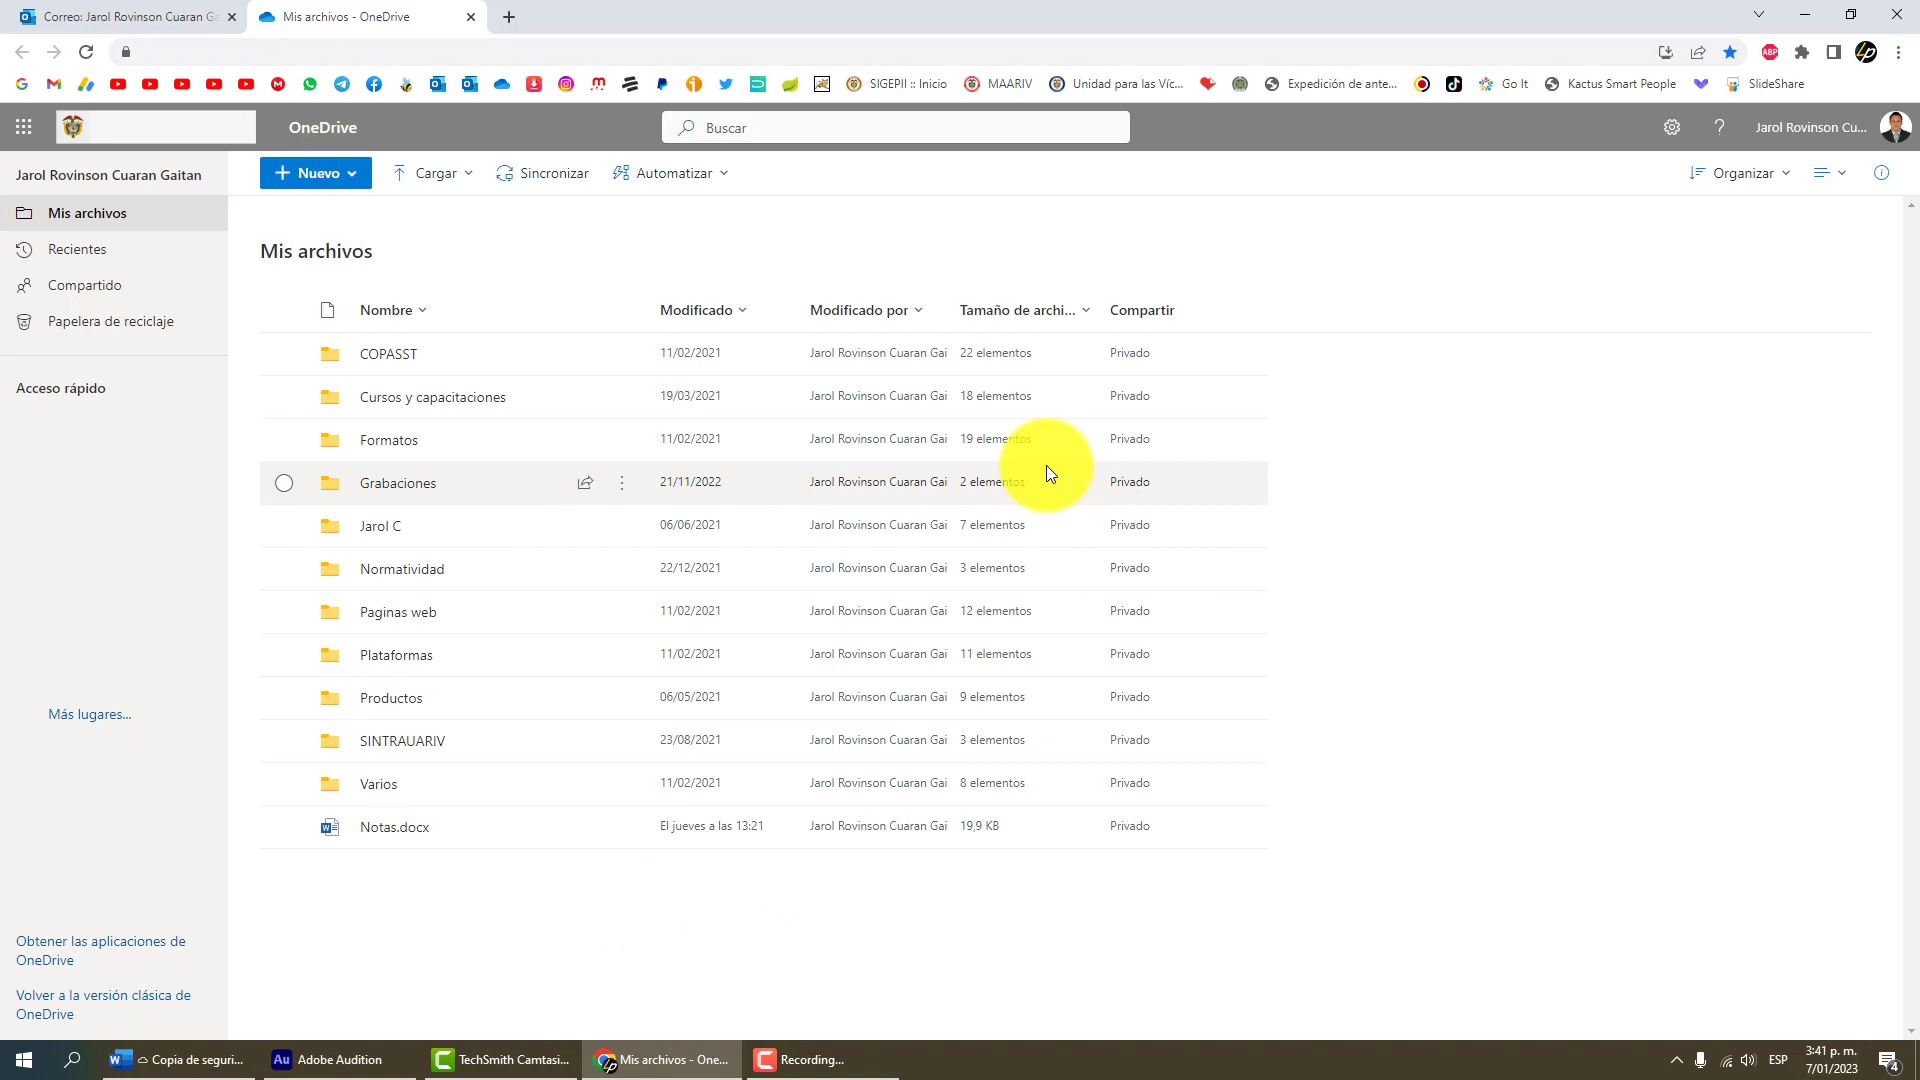 Correo: Jarol Rovinson Cuaran Ga
Mis archivos - OneDrive
ABP
SIGEPII :: Inicio
MAARIV
Unidad para las Víc...
Expedición de ante...
Go It
Kactus Smart People
SlideShare
OneDrive
Buscar
Jarol Rovinson Cu...
Jarol Rovinson Cuaran Gaitan
Nuevo
Cargar
Sincronizar
Automatizar
Organizar
Mis archivos
Recientes
Compartido
Papelera de reciclaje
Acceso rápido
Más lugares...
Obtener las aplicaciones de
OneDrive
Volver a la versión clásica de
OneDrive
Mis archivos
Nombre Modificado Modificado por Tamaño de archi... Compartir
COPASST 11/02/2021 Jarol Rovinson Cuaran Gai 22 elementos Privado
Cursos y capacitaciones 19/03/2021 Jarol Rovinson Cuaran Gai 18 elementos Privado
Formatos 11/02/2021 Jarol Rovinson Cuaran Gai 19 elementos Privado
Grabaciones 21/11/2022 Jarol Rovinson Cuaran Gai 2 elementos Privado
Jarol C 06/06/2021 Jarol Rovinson Cuaran Gai 7 elementos Privado
Normatividad 22/12/2021 Jarol Rovinson Cuaran Gai 3 elementos Privado
Paginas web 11/02/2021 Jarol Rovinson Cuaran Gai 12 elementos Privado
Plataformas 11/02/2021 Jarol Rovinson Cuaran Gai 11 elementos Privado
Productos 06/05/2021 Jarol Rovinson Cuaran Gai 9 elementos Privado
SINTRAUARIV 23/08/2021 Jarol Rovinson Cuaran Gai 3 elementos Privado
Varios 11/02/2021 Jarol Rovinson Cuaran Gai 8 elementos Privado
Notas.docx El jueves a las 13:21 Jarol Rovinson Cuaran Gai 19,9 KB Privado
Copia de seguri...
Au Adobe Audition
TechSmith Camtasi...
Mis archivos - One...
Recording...
ESP
3:41 p. m.
7/01/2023
4